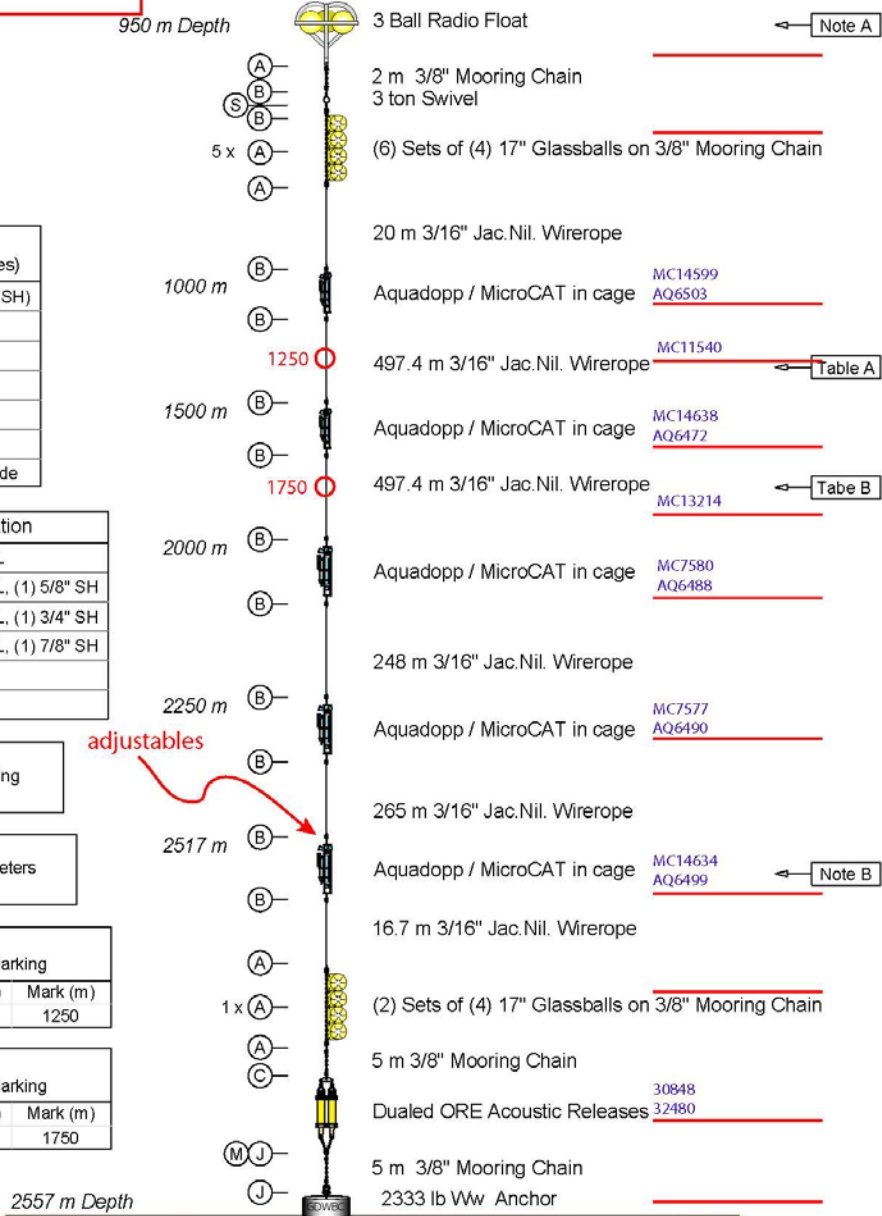 950 m Depth
3 Ball Radio Float
Note A
A
B
S
B
2 m 3/8" Mooring Chain
3 ton Swivel
5 x A
(6) Sets of (4) 17" Glassballs on 3/8" Mooring Chain
A
20 m 3/16" Jac.Nil. Wirerope
es)
SH)
B
1000 m
Aquadopp / MicroCAT in cage
MC14599
AQ6503
B
1250
497.4 m 3/16" Jac.Nil. Wirerope
MC11540
Table A
B
1500 m
Aquadopp / MicroCAT in cage
MC14638
AQ6472
B
de
1750
497.4 m 3/16" Jac.Nil. Wirerope
MC13214
Tabe B
tion
B
2000 m
Aquadopp / MicroCAT in cage
MC7580
AQ6488
B
, (1) 5/8" SH
, (1) 3/4" SH
, (1) 7/8" SH
248 m 3/16" Jac.Nil. Wirerope
B
2250 m
Aquadopp / MicroCAT in cage
MC7577
AQ6490
B
adjustables
ng
265 m 3/16" Jac.Nil. Wirerope
B
2517 m
Aquadopp / MicroCAT in cage
MC14634
AQ6499
Note B
B
eters
16.7 m 3/16" Jac.Nil. Wirerope
arking
Mark (m)
1250
A
1 x A
(2) Sets of (4) 17" Glassballs on 3/8" Mooring Chain
A
5 m 3/8" Mooring Chain
C
arking
Mark (m)
1750
Dualed ORE Acoustic Releases
30848
32480
M J
5 m 3/8" Mooring Chain
J
2333 lb Ww Anchor
GDWBC
2557 m Depth